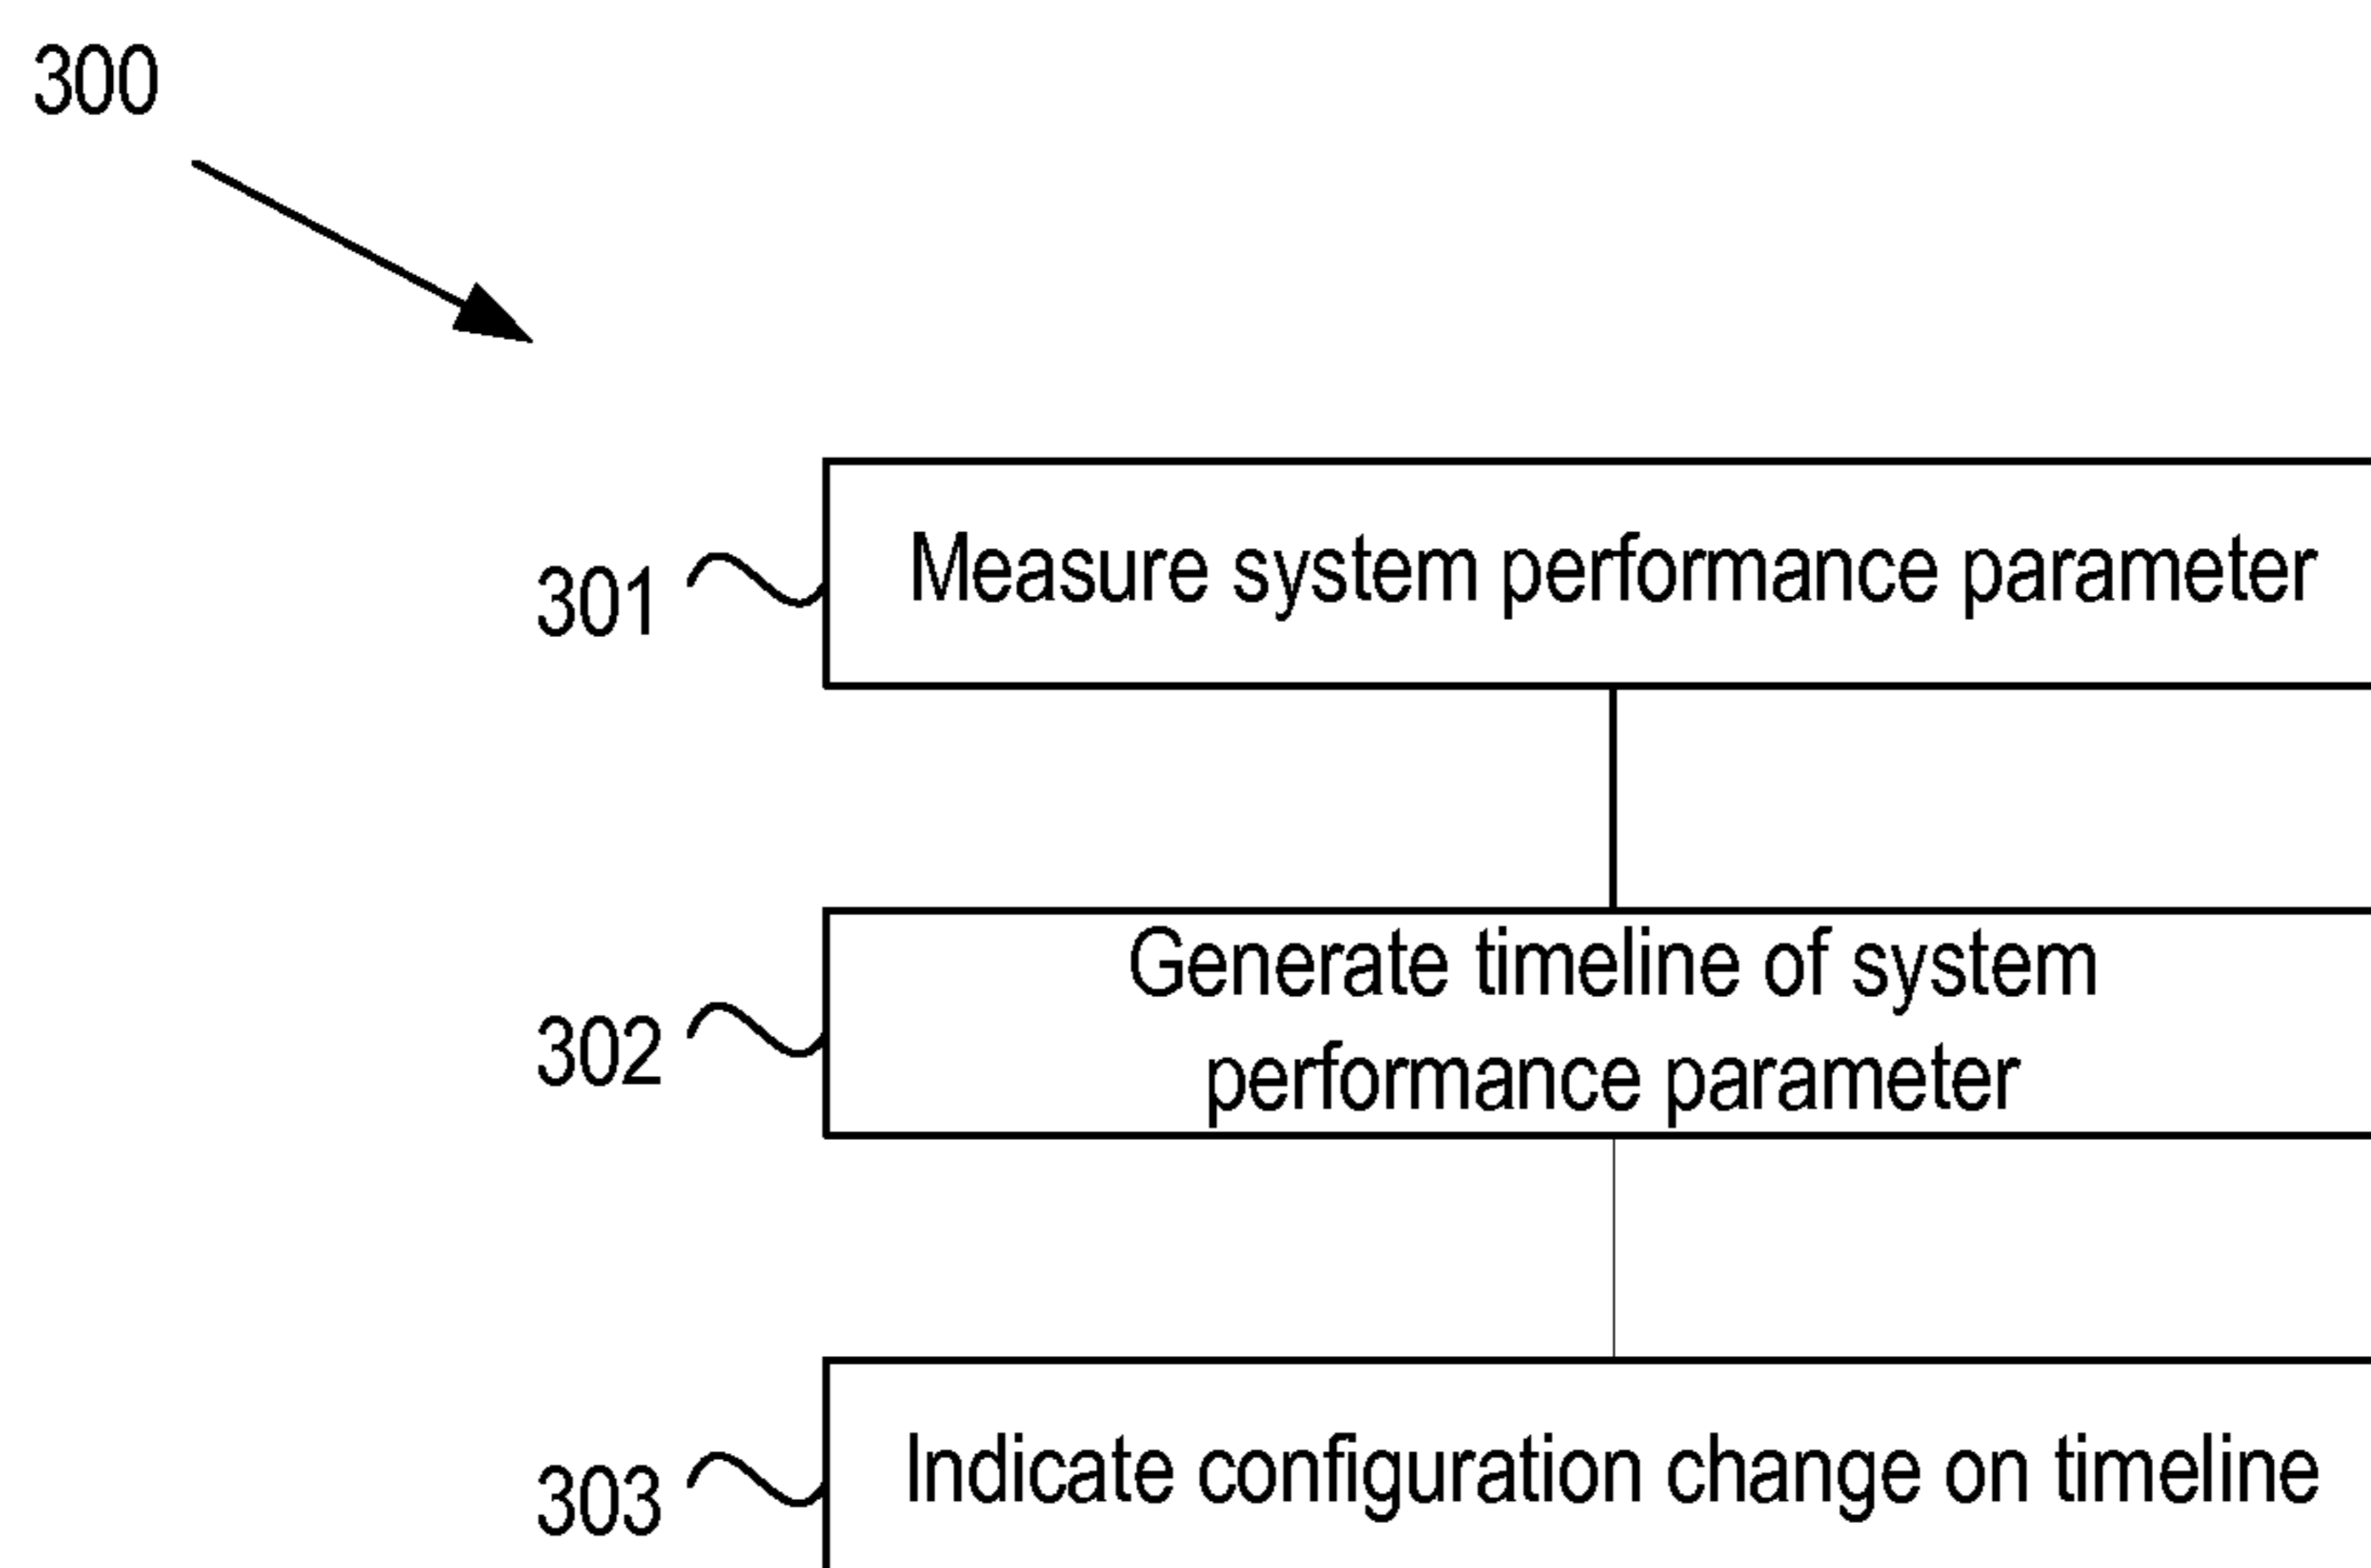 300
301
Measure system performance parameter
302
Generate timeline of system
performance parameter
303
Indicate configuration change on timeline